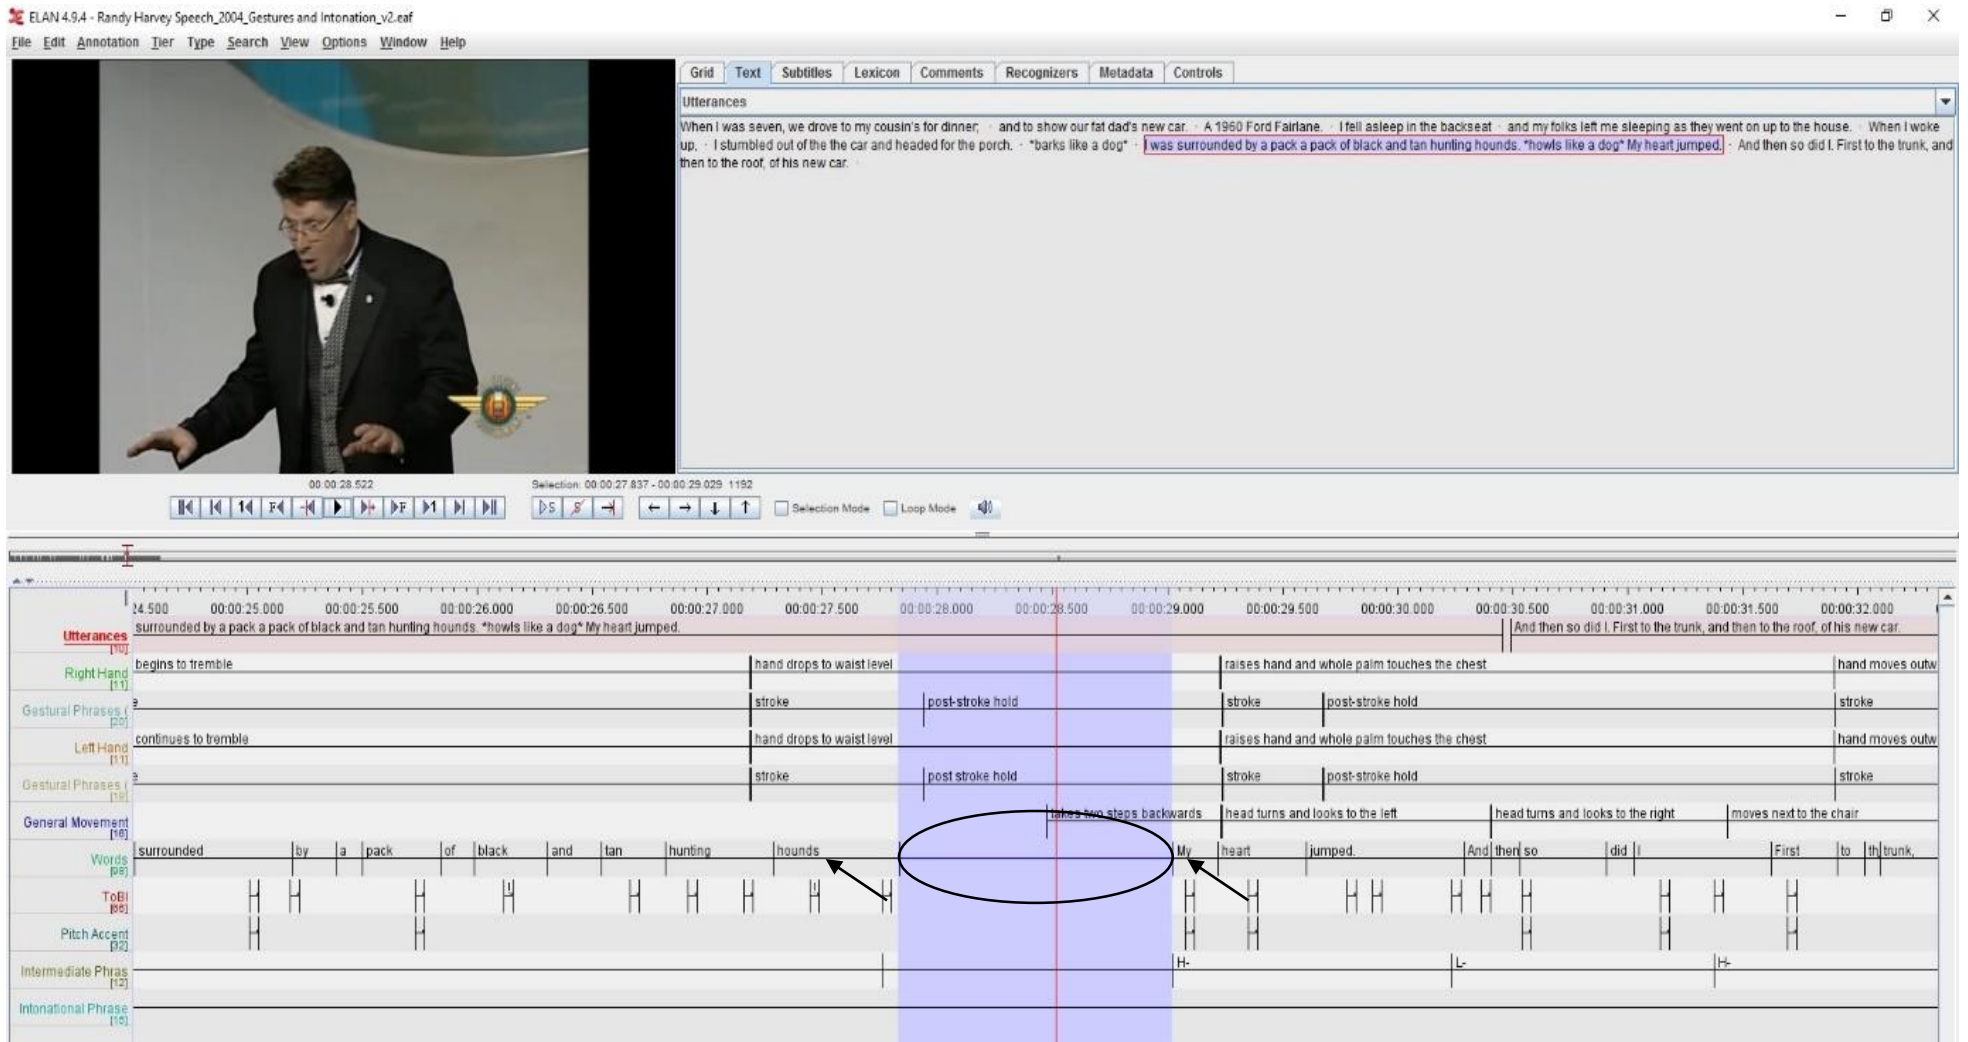 ELAN 4.9.4 - Randy Harvey Speech_2004_Gestures and Intonation_v2.eaf
File Edit Annotation Tier Type Search View Options Window Help
Grid Text Subtitles Lexicon Comments Recognizers Metadata Controls
Utterances
When I was seven, we drove to my cousin's for dinner, · and to show our fat dad's new car. · A 1960 Ford Fairlane. · I fell asleep in the backseat · and my folks left me sleeping as they went on up to the house. · When I woke
up, · I stumbled out of the the car and headed for the porch. · *barks like a dog* · I was surrounded by a pack a pack of black and tan hunting hounds. *howls like a dog* My heart jumped. · And then so did I. First to the trunk, and
then to the roof, of his new car. ·
00:00:28.522 Selection: 00:00:27.837 - 00:00:29.029 1192
1 F F 1 S S Selection Mode Loop Mode
24.500 00:00:25.000 00:00:25.500 00:00:26.000 00:00:26.500 00:00:27.000 00:00:27.500 00:00:28.000 00:00:28.500 00:00:29.000 00:00:29.500 00:00:30.000 00:00:30.500 00:00:31.000 00:00:31.500 00:00:32.000
Utterances surrounded by a pack a pack of black and tan hunting hounds. *howls like a dog* My heart jumped. And then so did I. First to the trunk, and then to the roof, of his new car.
[10]
Right Hand begins to tremble hand drops to waist level raises hand and whole palm touches the chest hand moves outw
[11]
Gestural Phrases ( e stroke post-stroke hold stroke post-stroke hold stroke
[20]
Left Hand continues to tremble hand drops to waist level raises hand and whole palm touches the chest hand moves outw
[11]
Gestural Phrases ( e stroke post stroke hold stroke post-stroke hold stroke
[19]
General Movement takes two steps backwards head turns and looks to the left head turns and looks to the right moves next to the chair
[16]
Words surrounded by a pack of black and tan hunting hounds My heart jumped. And then so did I First to th trunk,
[98]
ToBI
Pitch Accent
[32]
Intermediate Phras H- L- H-
[12]
Intonational Phrase
[15]